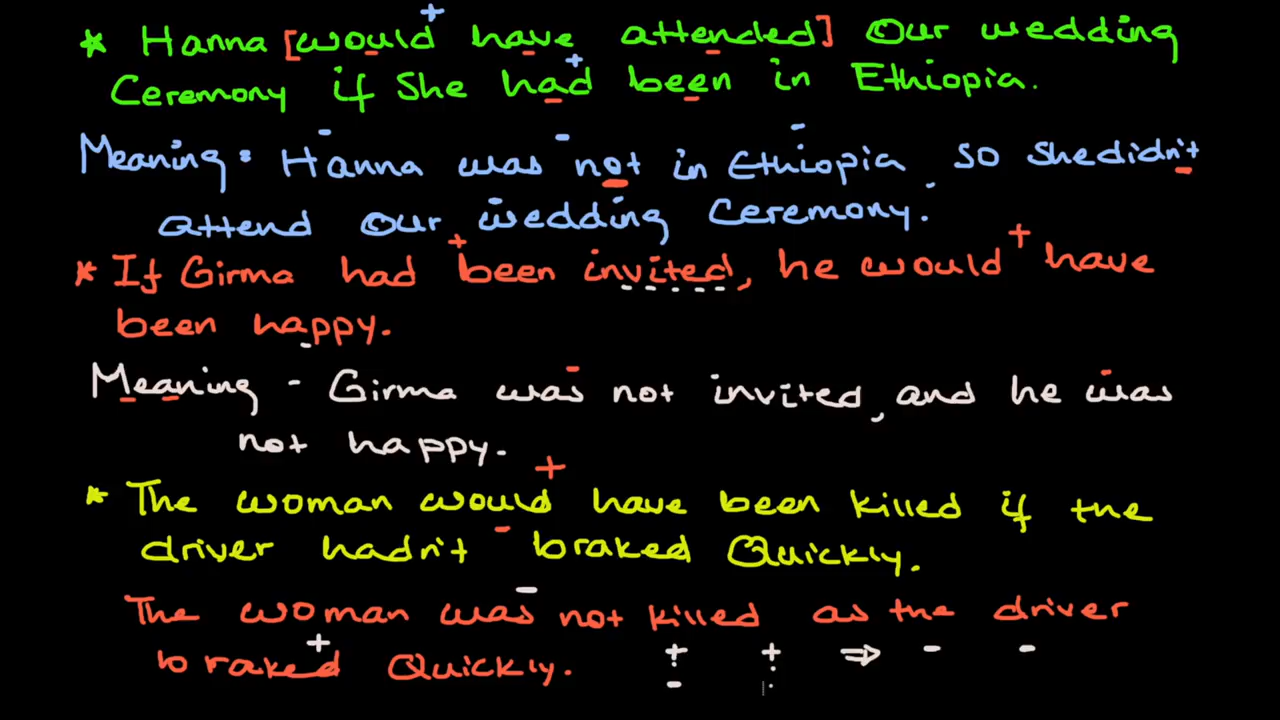 * Hanna [would have attended] Our wedding
Ceremony if She had been in Ethiopia.
Meaning: Hanna was not in Ethiopia so She didn't
attend Our wedding Ceremony.
* If Girma had been invited, he would have
been happy.
Meaning - Girma was not invited, and he was
not happy.
* The woman would have been killed if the
driver hadn't braked Quickly.
The woman was not killed as the driver
braked Quickly.
+ + ⇒ - -
-